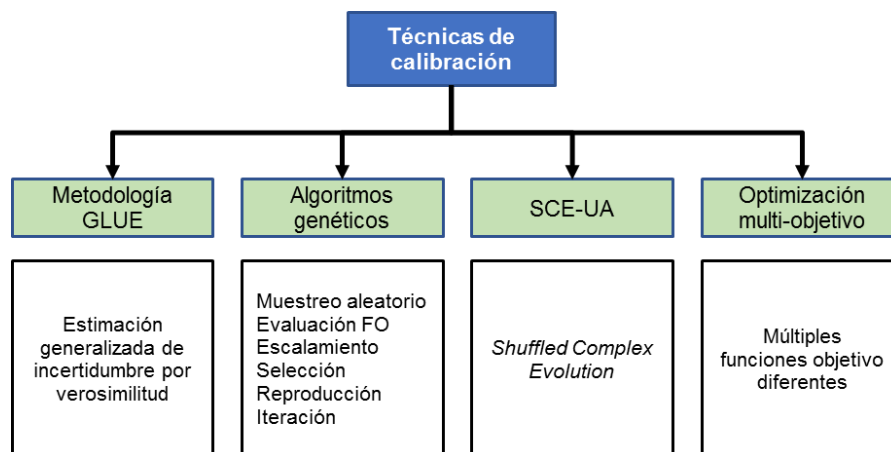 Técnicas de
calibración
Metodología
GLUE
Algoritmos
genéticos
SCE-UA
Optimización
multi-objetivo
Estimación
generalizada de
incertidumbre por
verosimilitud
Muestreo aleatorio
Evaluación FO
Escalamiento
Selección
Reproducción
Iteración
Shuffled Complex
Evolution
Múltiples
funciones objetivo
diferentes